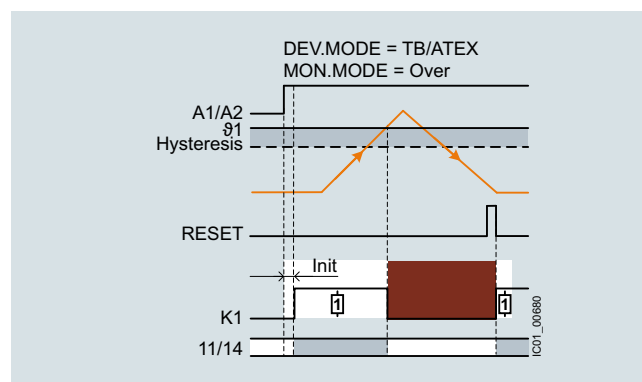 DEV.MODE = TB/ATEX
MON.MODE = Over
A1/A2
ϑ1
Hysteresis
RESET
Init
1
1
K1
11/14
IC01_00680